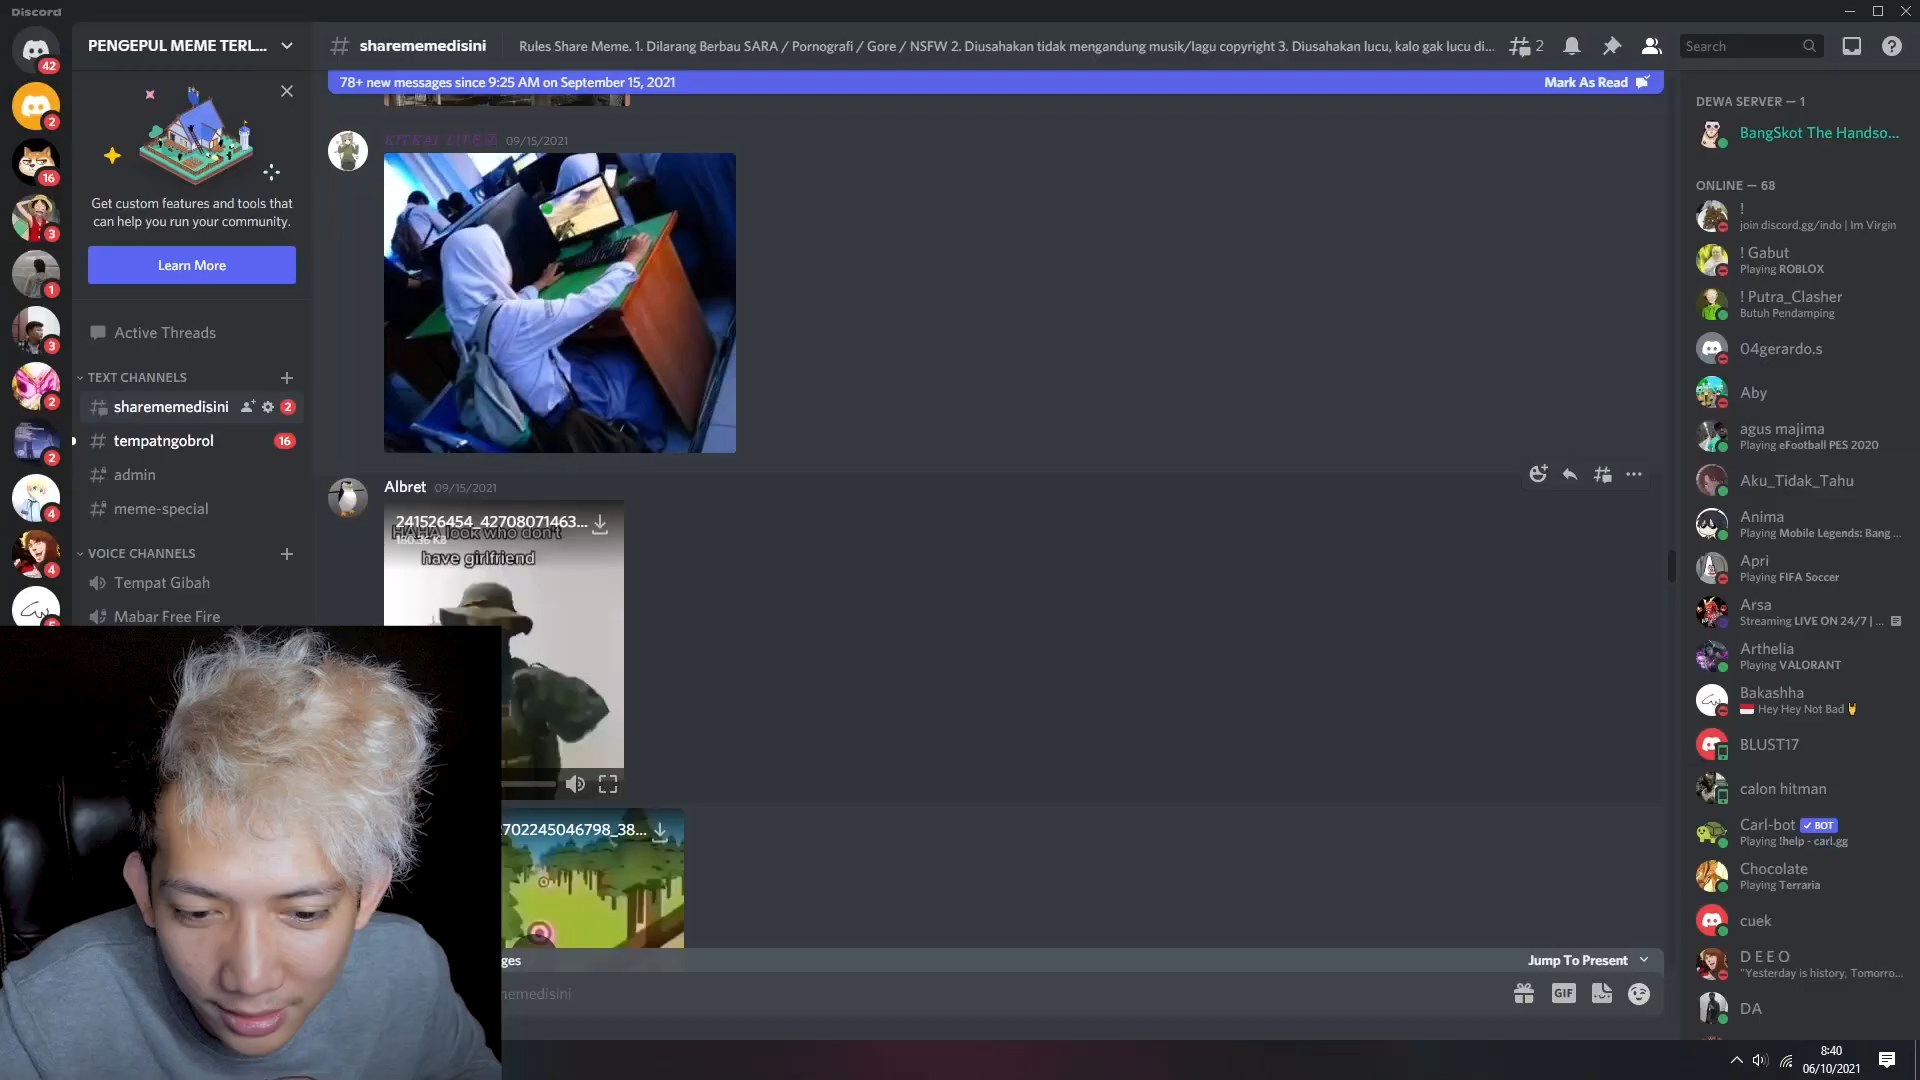 Discord
42
2
16
3
1
3
2
2
4
4
PENGEPUL MEME TERL...
Get custom features and tools that
can help you run your community.
Learn More
Active Threads
TEXT CHANNELS
sharememedisini
2
tempatngobrol
16
admin
meme-special
VOICE CHANNELS
Tempat Gibah
Mabar Free Fire
sharememedisini
Rules Share Meme. 1. Dilarang Berbau SARA / Pornografi / Gore / NSFW 2. Diusahakan tidak mengandung musik/lagu copyright 3. Diusahakan lucu, kalo gak lucu di...
2
Search
78+ new messages since 9:25 AM on September 15, 2021
Mark As Read
09/15/2021
Albret 09/15/2021
241526454_42708071463...
180.36 KB
HAHA look who don't
have girlfriend
702245046798_38...
Jump To Present
GIF
DEWA SERVER — 1
BangSkot The Handso...
ONLINE — 68
!
join.discord.gg/indo | Im Virgin
! Gabut
Playing ROBLOX
! Putra_Clasher
Butuh Pendamping
04gerardo.s
Aby
agus majima
Playing eFootball PES 2020
Aku_Tidak_Tahu
Anima
Playing Mobile Legends: Bang ...
Apri
Playing FIFA Soccer
Arsa
Streaming LIVE ON 24/7 | ...
Arthelia
Playing VALORANT
Bakashha
Hey Hey Not Bad
BLUST17
calon hitman
Carl-bot BOT
Playing !help - carl.gg
Chocolate
Playing Terraria
cuek
D E E O
"Yesterday is history, Tomorro...
DA
8:40
06/10/2021